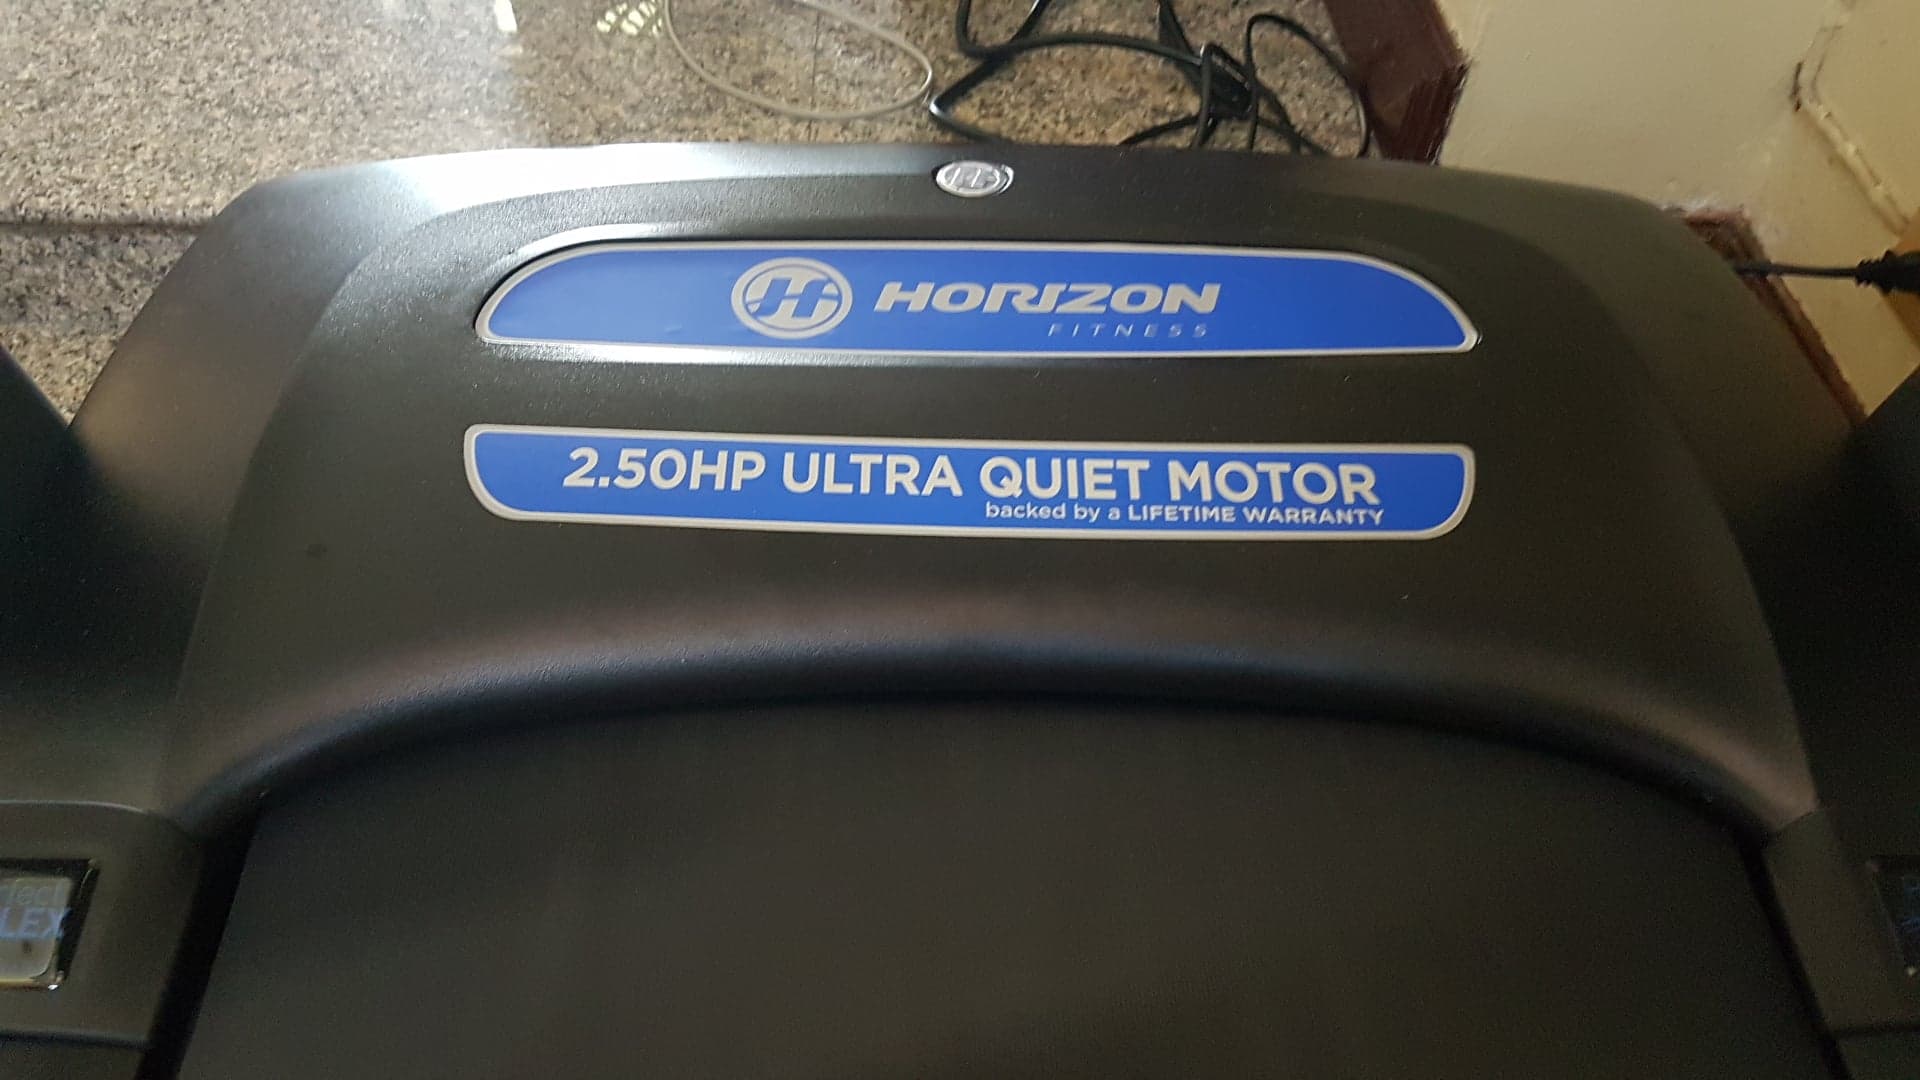 HORIZON
FITNESS
2.50HP ULTRA QUIET MOTOR
backed by a LIFETIME WARRANTY